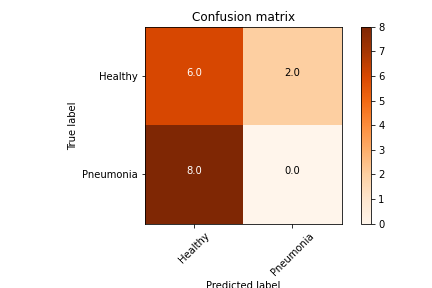 Confusion matrix
True label
Healthy
6.0
2.0
Pneumonia
8.0
0.0
Healthy
Pneumonia
Predicted label
8
7
6
5
4
3
2
1
0